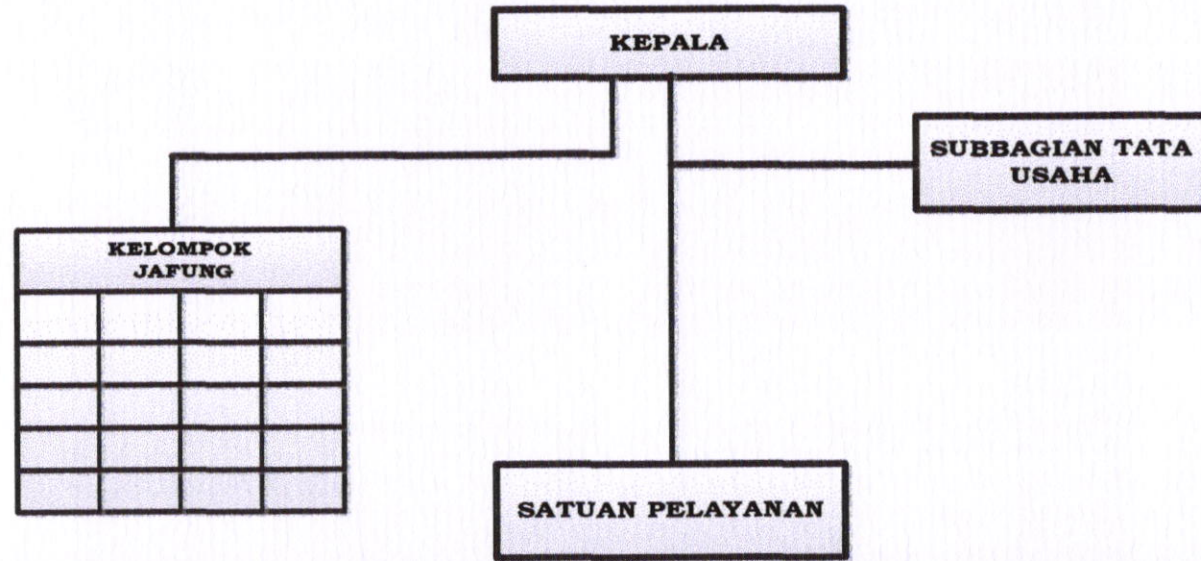 KEPALA
SUBBAGIAN TATA
USAHA
KELOMPOK
JAFUNG
SATUAN PELAYANAN